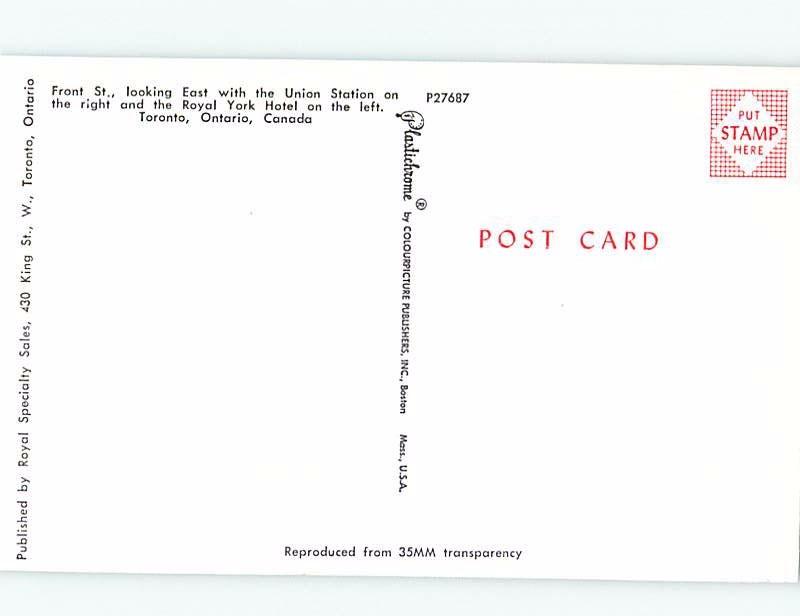 Front St., looking East with the Union Station on
the right and the Royal York Hotel on the left.
Toronto, Ontario, Canada
P27687
PUT
STAMP
HERE
POST CARD
Plastichrome ® by COLOURPICTURE PUBLISHERS, INC., Boston Mass., U.S.A.
Published by Royal Specialty Sales, 430 King St., W., Toronto, Ontario
Reproduced from 35MM transparency